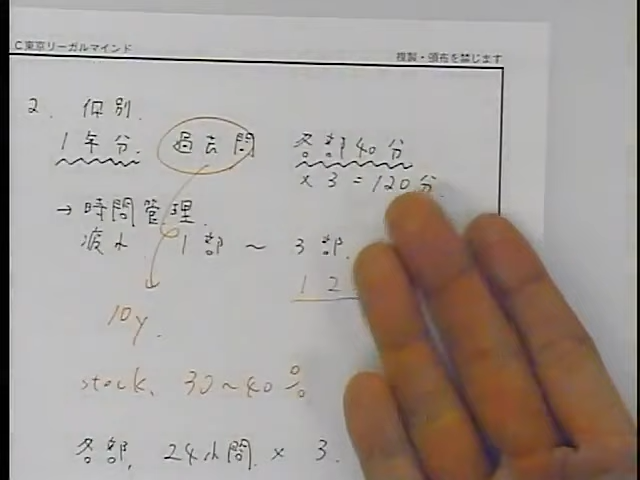 C東京リーガルマインド 複製・頒布を禁じます
2. 個別.
1年分. 過去問 各部40分
×3=120分.
→時間管理.
疲れ 1部 ~ 3部.
1 2
10y.
stock. 30~40%
各部. 24小問 × 3.